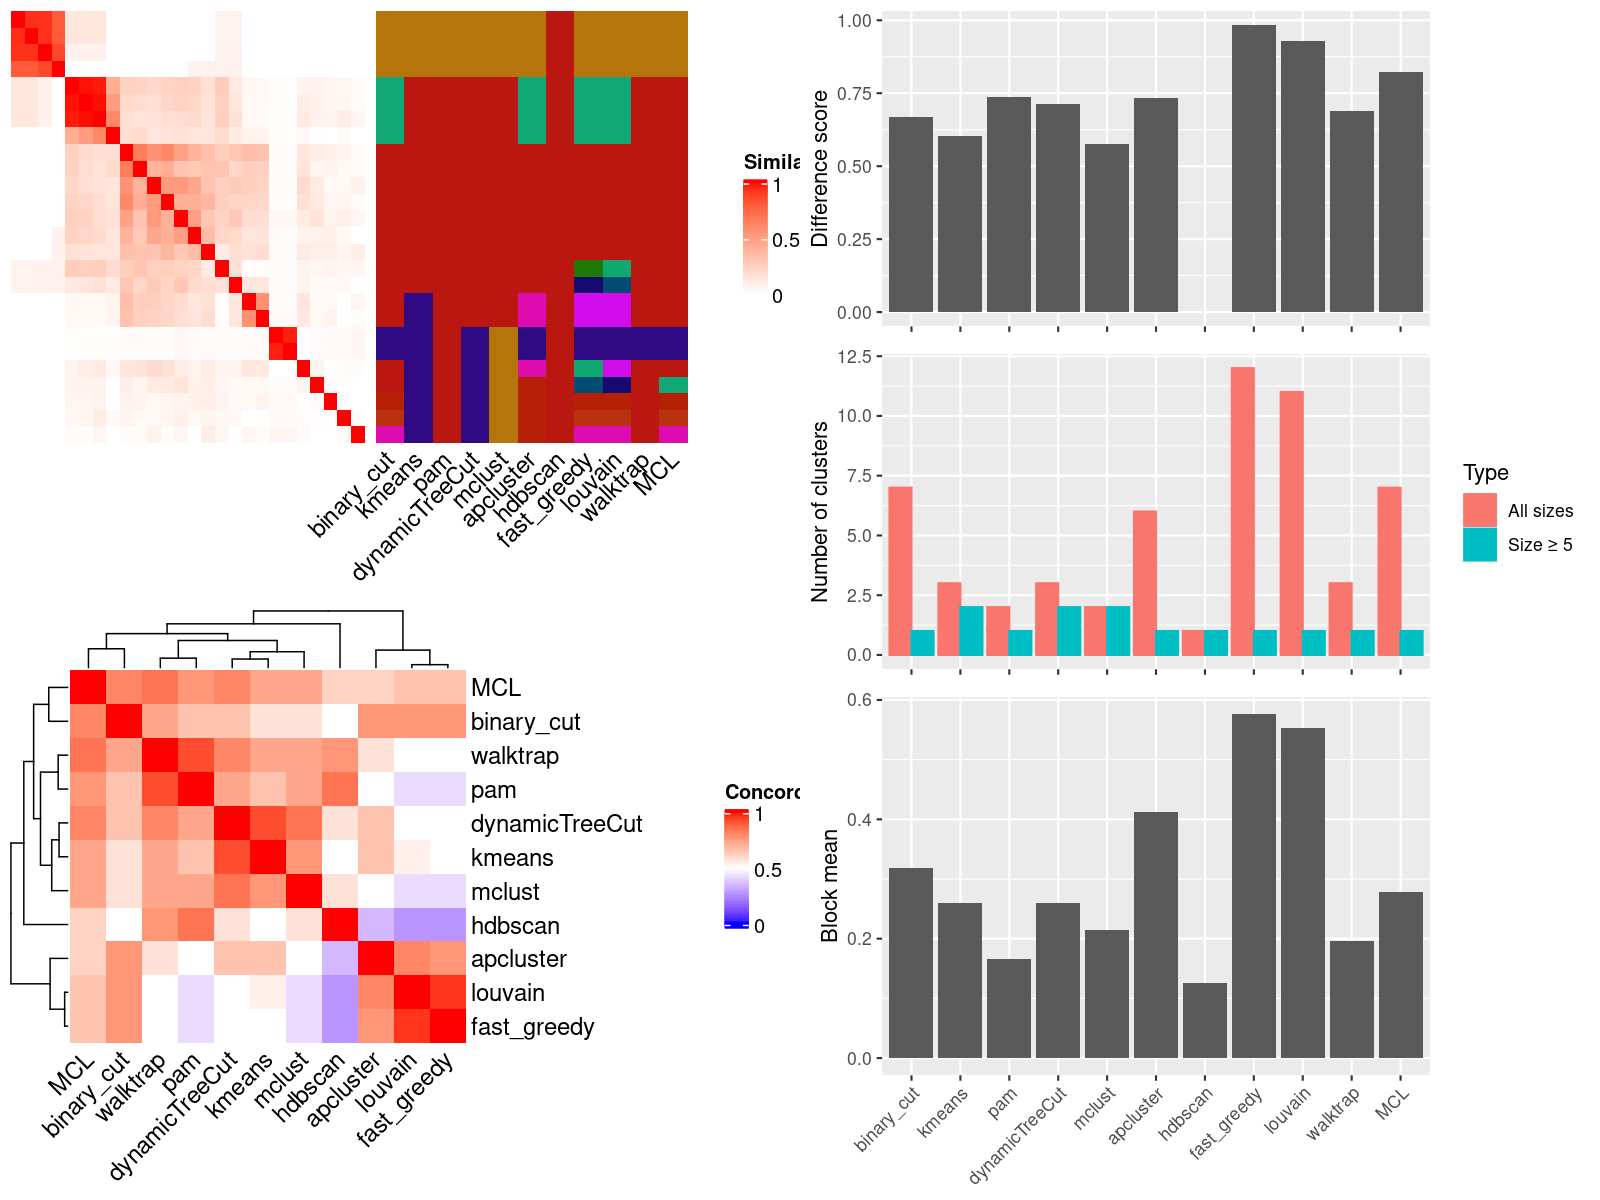 Simila
1
0.5
0
binary_cut
kmeans
pam
dynamicTreeCut
mclust
apcluster
hdbscan
fast_greedy
louvain
walktrap
MCL
Difference score
1.00
0.75
0.50
0.25
0.00
Number of clusters
12.5
10.0
7.5
5.0
2.5
0.0
Type
All sizes
Size ≥ 5
MCL
binary_cut
walktrap
pam
dynamicTreeCut
kmeans
mclust
hdbscan
apcluster
louvain
fast_greedy
MCL
binary_cut
walktrap
pam
dynamicTreeCut
kmeans
mclust
hdbscan
apcluster
louvain
fast_greedy
Concord
1
0.5
0
Block mean
0.6
0.4
0.2
0.0
binary_cut
kmeans
pam
dynamicTreeCut
mclust
apcluster
hdbscan
fast_greedy
louvain
walktrap
MCL